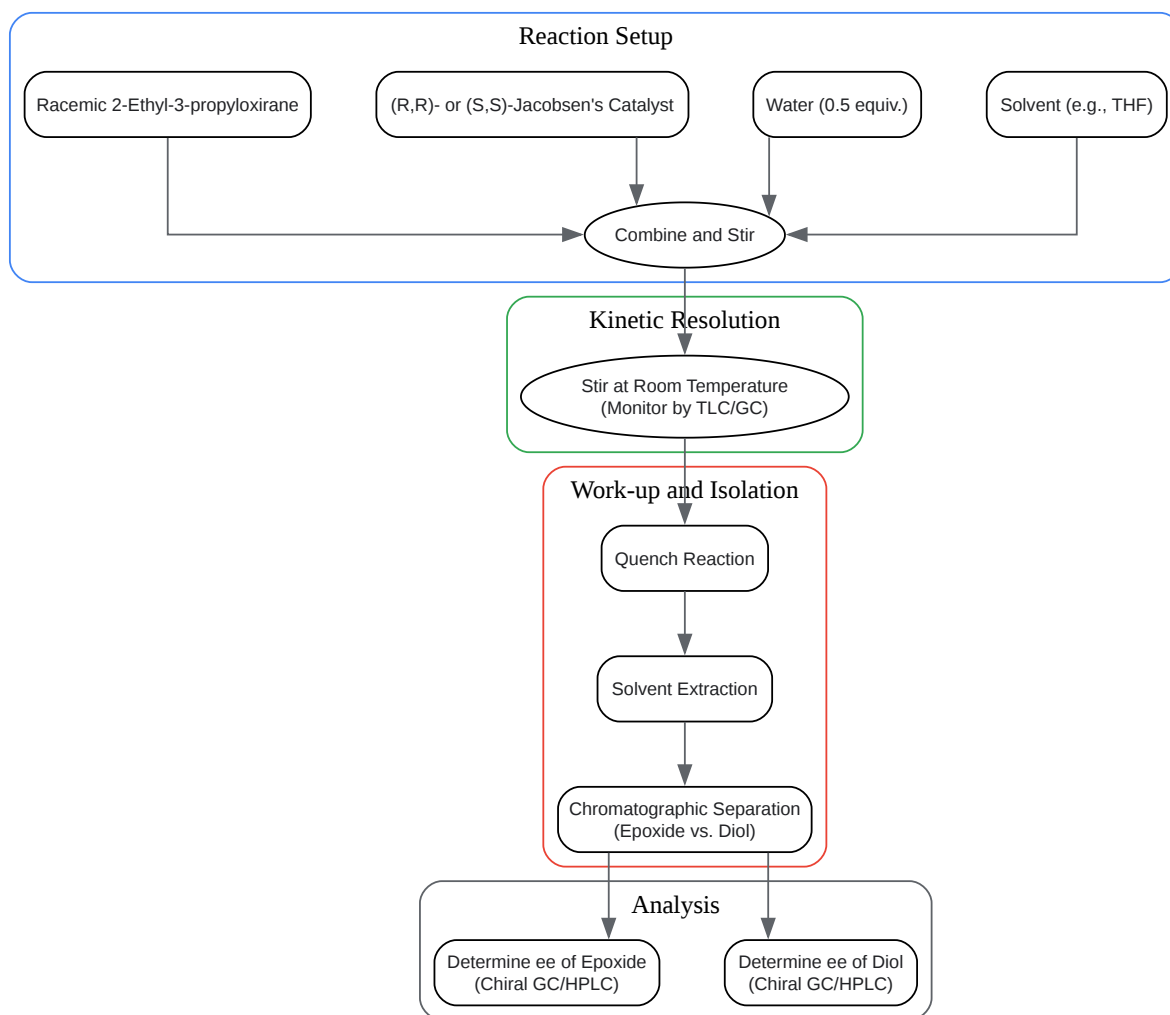 Reaction Setup
Racemic 2-Ethyl-3-propyloxirane
(R,R)- or (S,S)-Jacobsen's Catalyst
Water (0.5 equiv.)
Solvent (e.g., THF)
Combine and Stir
Kinetic Resolution
Stir at Room Temperature
(Monitor by TLC/GC)
Work-up and Isolation
Quench Reaction
Solvent Extraction
Chromatographic Separation
(Epoxide vs. Diol)
Analysis
Determine ee of Epoxide
(Chiral GC/HPLC)
Determine ee of Diol
(Chiral GC/HPLC)